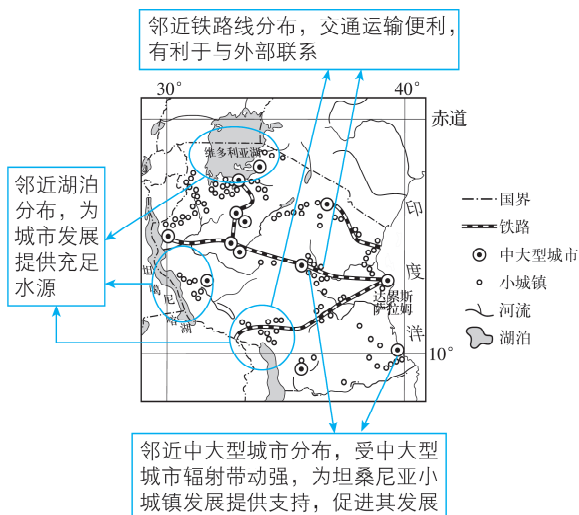 邻近铁路线分布，交通运输便利，
有利于与外部联系
30°
40°
赤道
维多利亚湖
邻近湖泊
分布，为
城市发展
提供充足
水源
国界
铁路
中大型城市
小城镇
河流
湖泊
印
度
洋
达累斯
萨拉姆
坦
噶
尼
喀
湖
10°
邻近中大型城市分布，受中大型
城市辐射带动强，为坦桑尼亚小
城镇发展提供支持，促进其发展